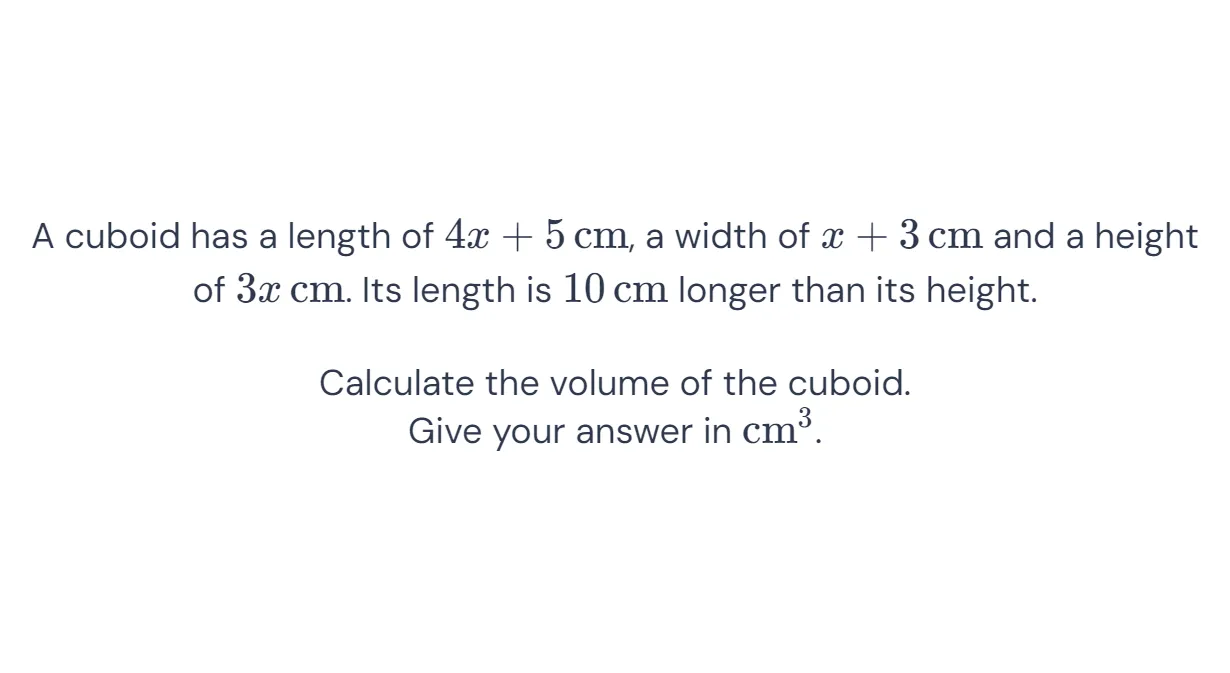 A cuboid has a length of 4x + 5 cm, a width of x + 3 cm and a height
of 3x cm. Its length is 10 cm longer than its height.
Calculate the volume of the cuboid.
Give your answer in cm³.